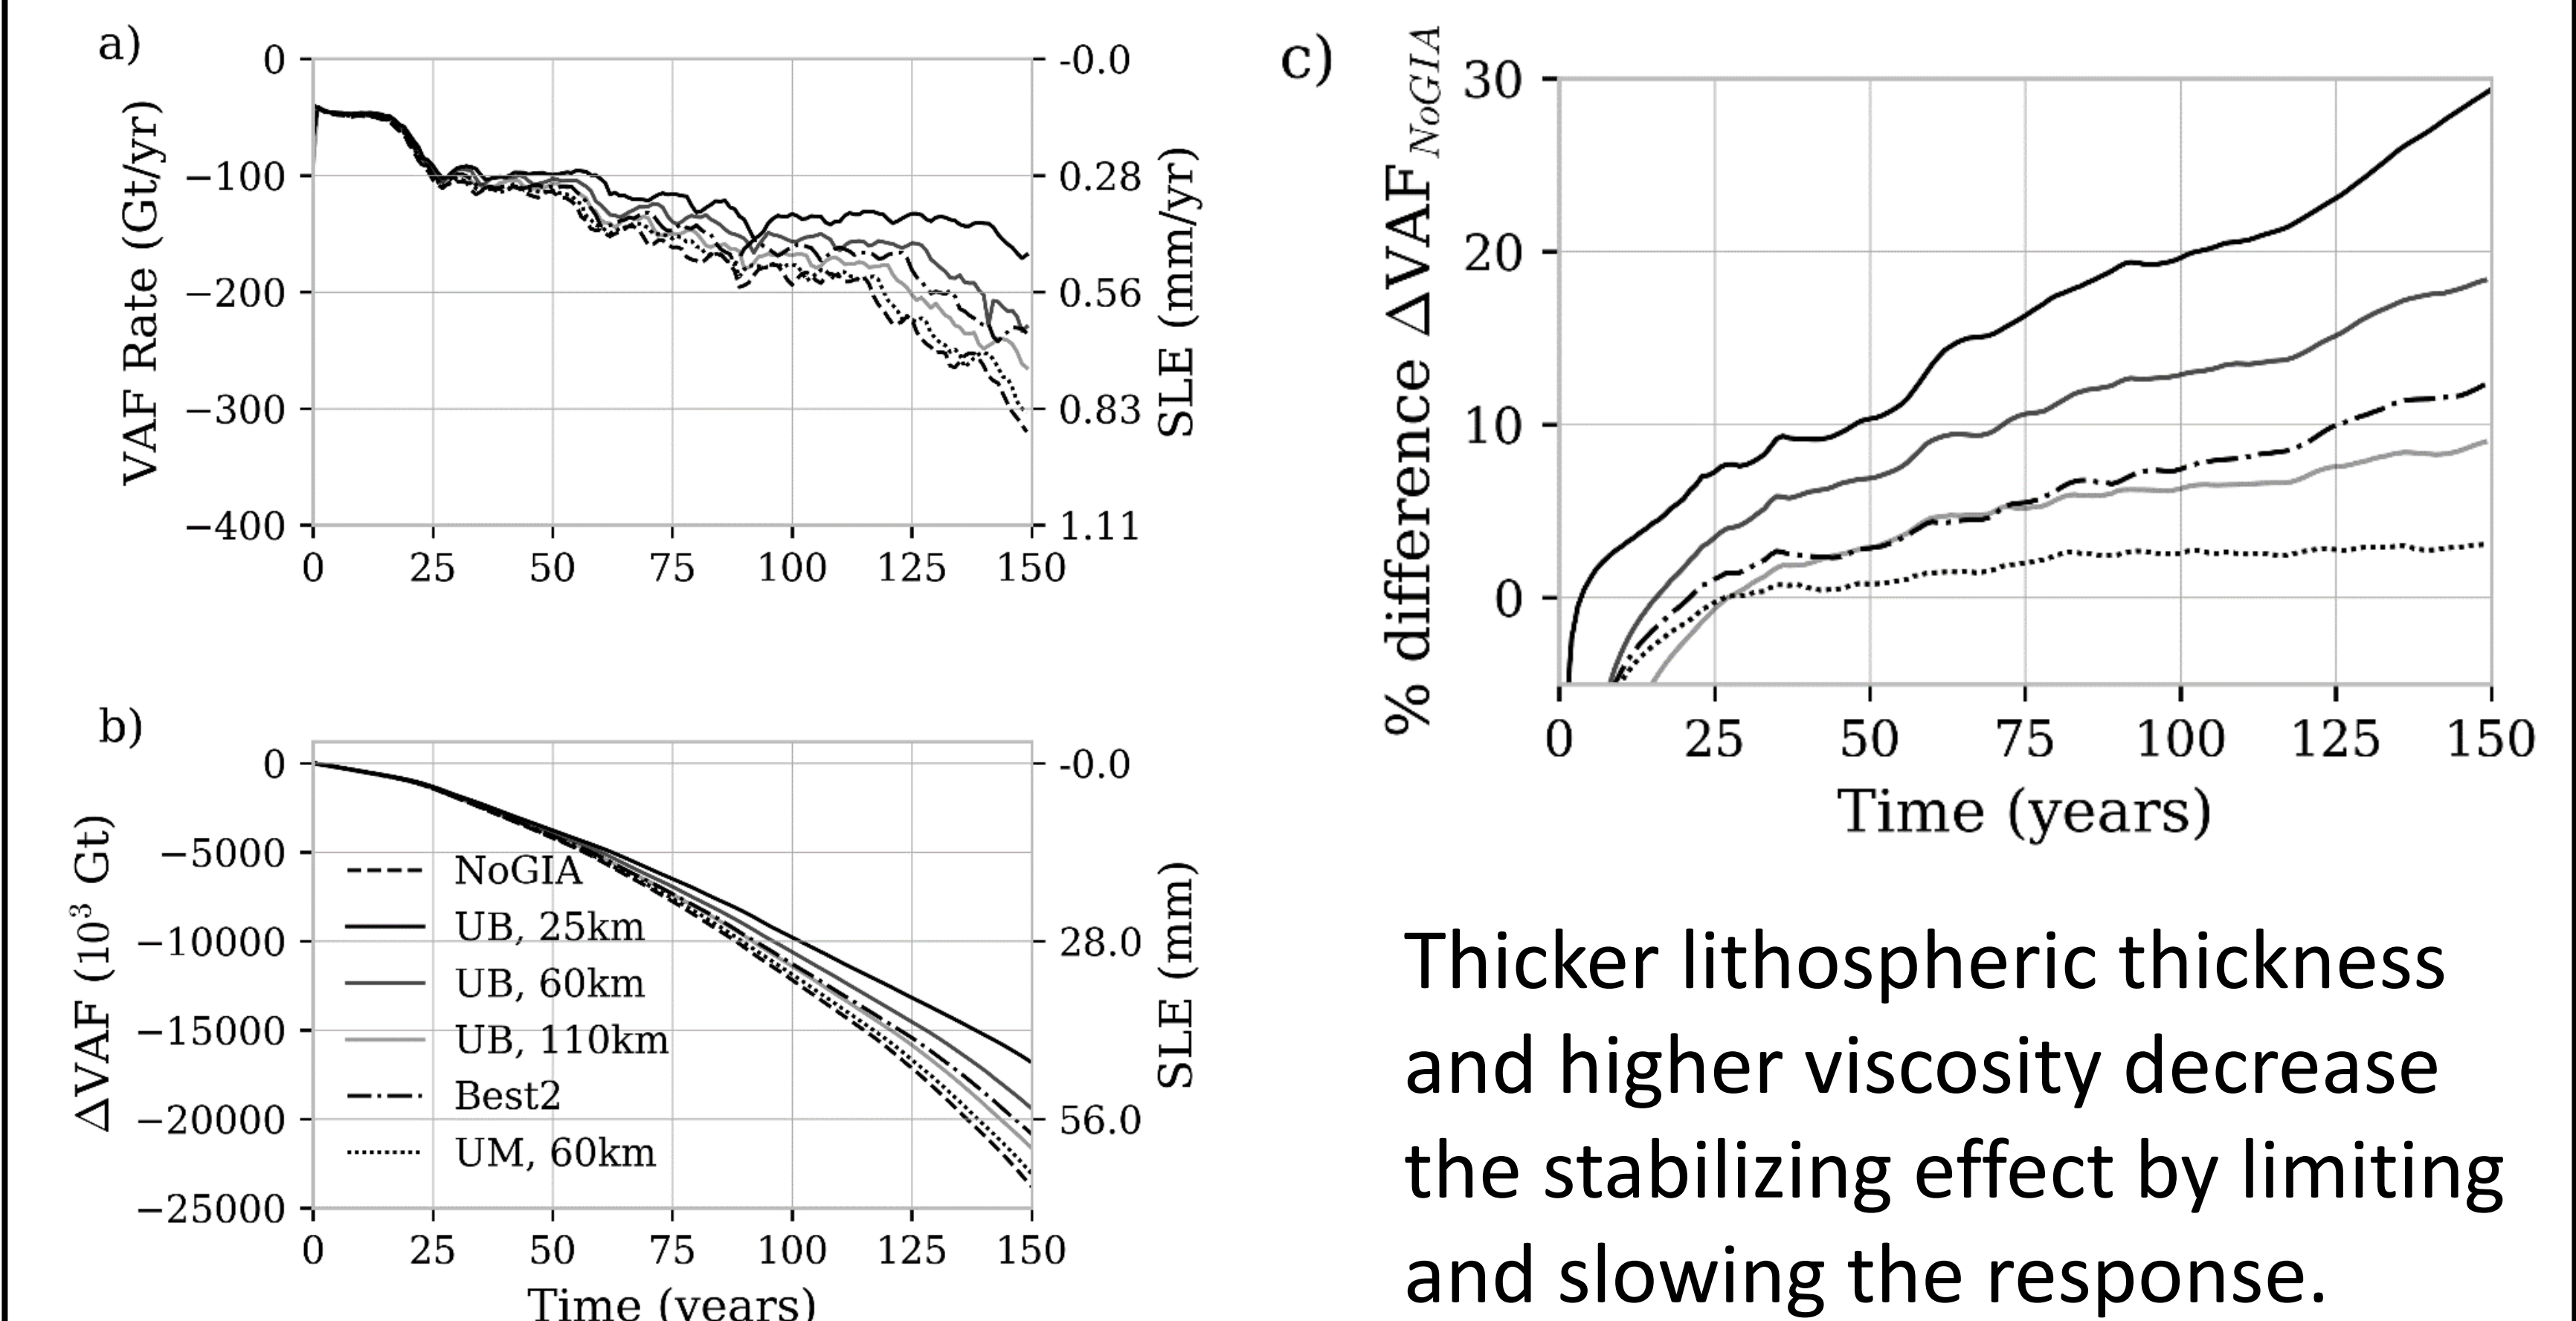 a)
VAF Rate (Gt/yr)
0
−100
−200
−300
−400
-0.0
0.28
0.56
0.83
1.11
SLE (mm/yr)
0 25 50 75 100 125 150
b)
ΔVAF (10³ Gt)
0
−5000
−10000
−15000
−20000
−25000
-0.0
28.0
56.0
SLE (mm)
NoGIA
UB, 25km
UB, 60km
UB, 110km
Best2
UM, 60km
0 25 50 75 100 125 150
Time (years)
c)
% difference ΔVAF NoGIA
30
20
10
0
0 25 50 75 100 125 150
Time (years)
Thicker lithospheric thickness
and higher viscosity decrease
the stabilizing effect by limiting
and slowing the response.